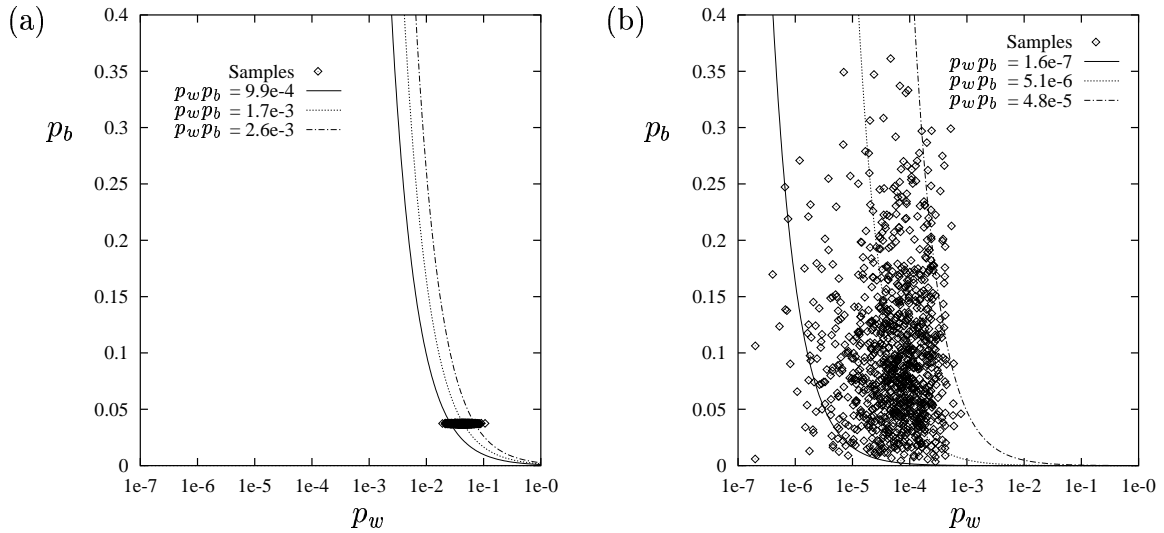 (a)
0.4
0.35
0.3
0.25
0.2
0.15
0.1
0.05
0
p_b
Samples
p_w p_b = 9.9e-4
p_w p_b = 1.7e-3
p_w p_b = 2.6e-3
1e-7 1e-6 1e-5 1e-4 1e-3 1e-2 1e-1 1e-0
p_w
(b)
0.4
0.35
0.3
0.25
0.2
0.15
0.1
0.05
0
p_b
Samples
p_w p_b = 1.6e-7
p_w p_b = 5.1e-6
p_w p_b = 4.8e-5
1e-7 1e-6 1e-5 1e-4 1e-3 1e-2 1e-1 1e-0
p_w